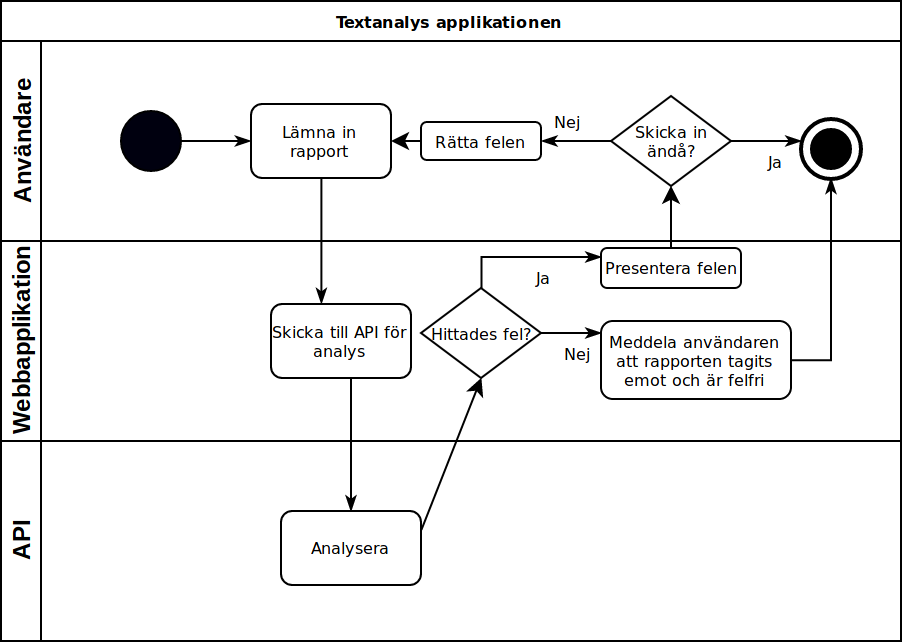 Textanalys applikationen
Användare
Lämna in
rapport
Rätta felen
Nej
Skicka in
ändå?
Ja
Webbapplikation
Skicka till API för
analys
Hittades fel?
Ja
Presentera felen
Nej
Meddela användaren
att rapporten tagits
emot och är felfri
API
Analysera